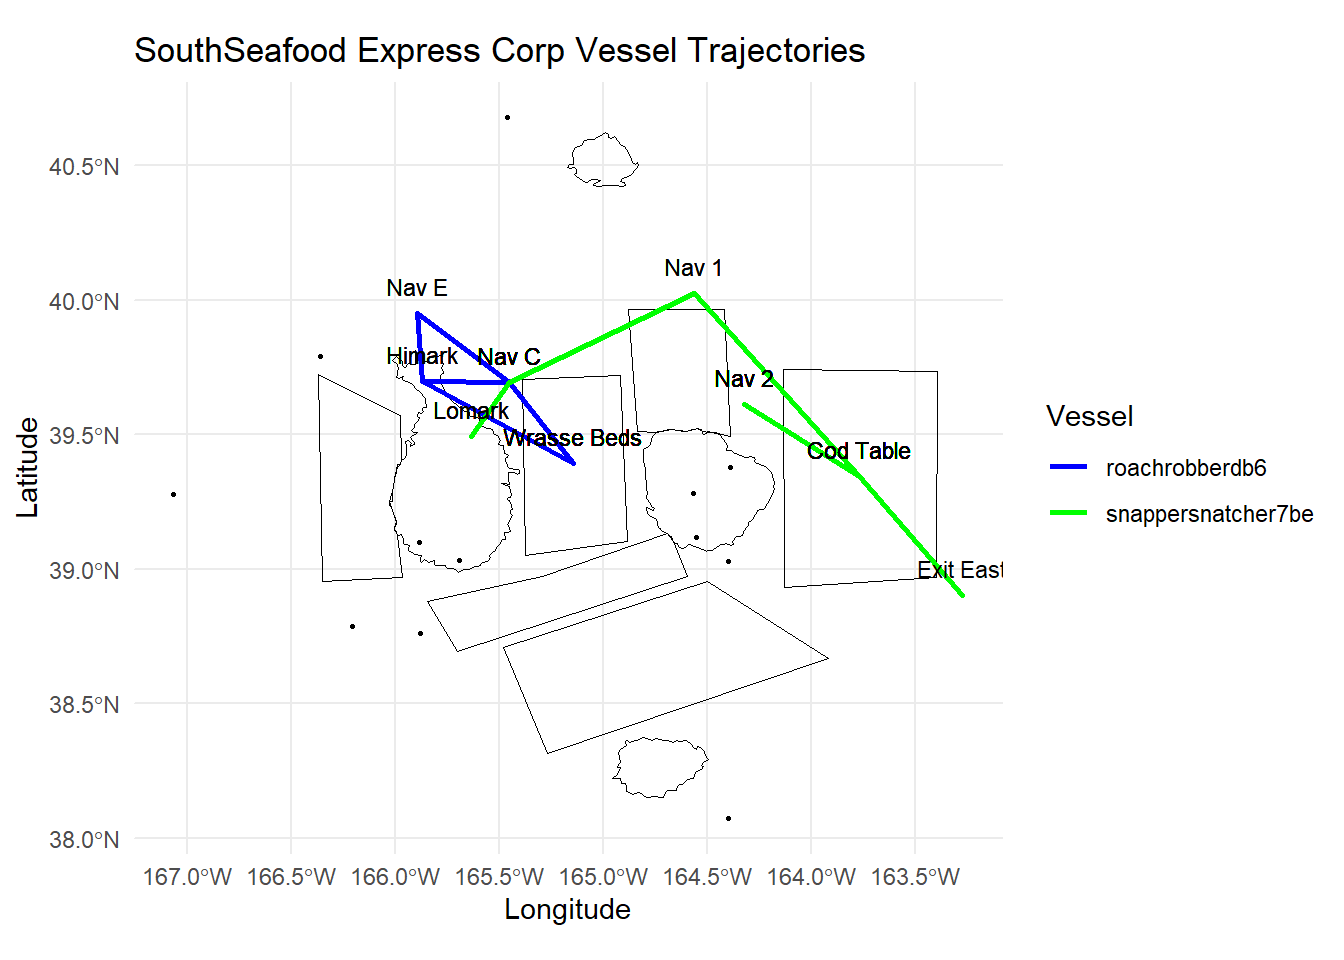 SouthSeafood Express Corp Vessel Trajectories
40.5°N
40.0°N
39.5°N
39.0°N
38.5°N
38.0°N
Latitude
Nav 1
Nav E
Himark
Nav C
Nav 2
Lomark
Wrasse Beds
Cod Table
Exit East
167.0°W
166.5°W
166.0°W
165.5°W
165.0°W
164.5°W
164.0°W
163.5°W
Longitude
Vessel
roachrobberdb6
snappersnatcher7be